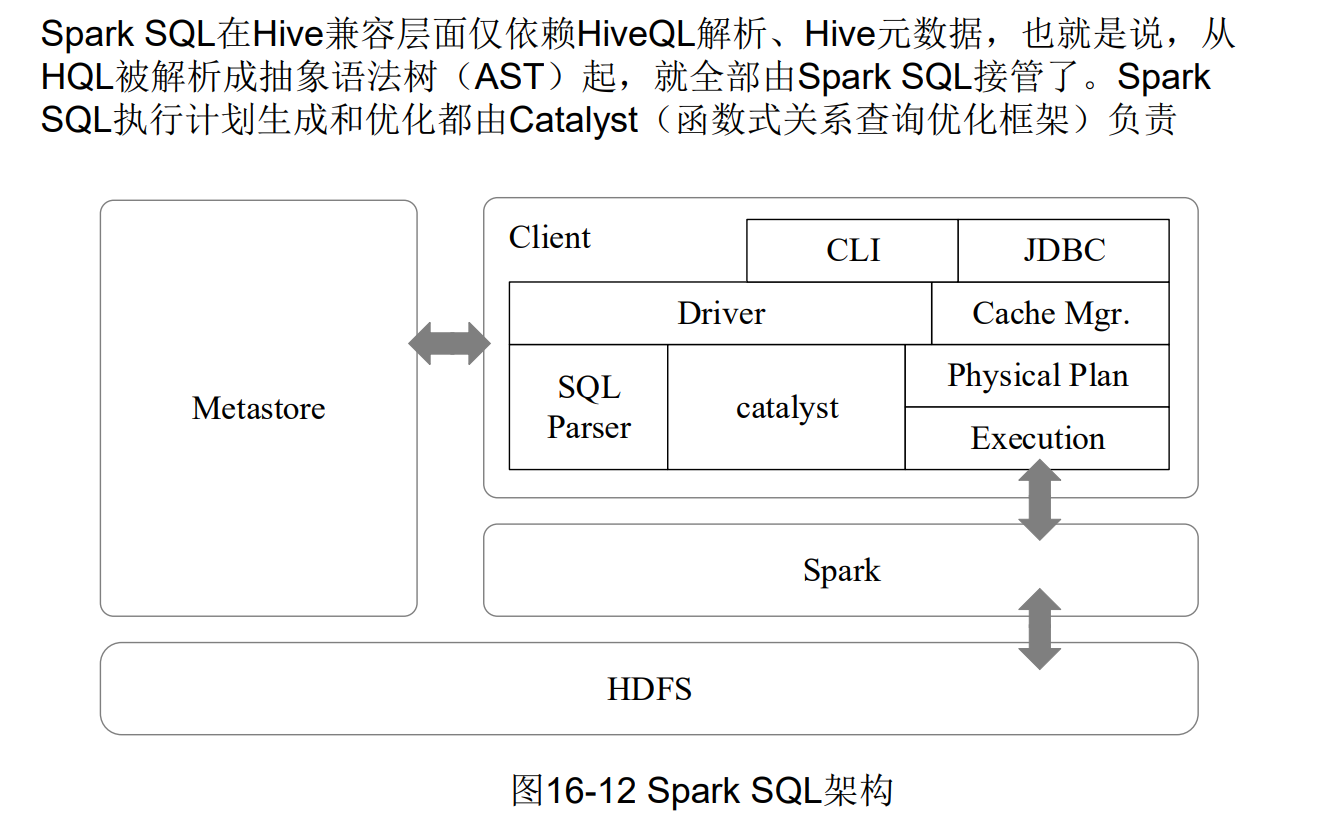 Spark SQL在Hive兼容层面仅依赖HiveQL解析、Hive元数据，也就是说，从
HQL被解析成抽象语法树（AST）起，就全部由Spark SQL接管了。Spark
SQL执行计划生成和优化都由Catalyst（函数式关系查询优化框架）负责
Client
CLI
JDBC
Driver
Cache Mgr.
Metastore
SQL
Parser
catalyst
Physical Plan
Execution
Spark
HDFS
图16-12 Spark SQL架构